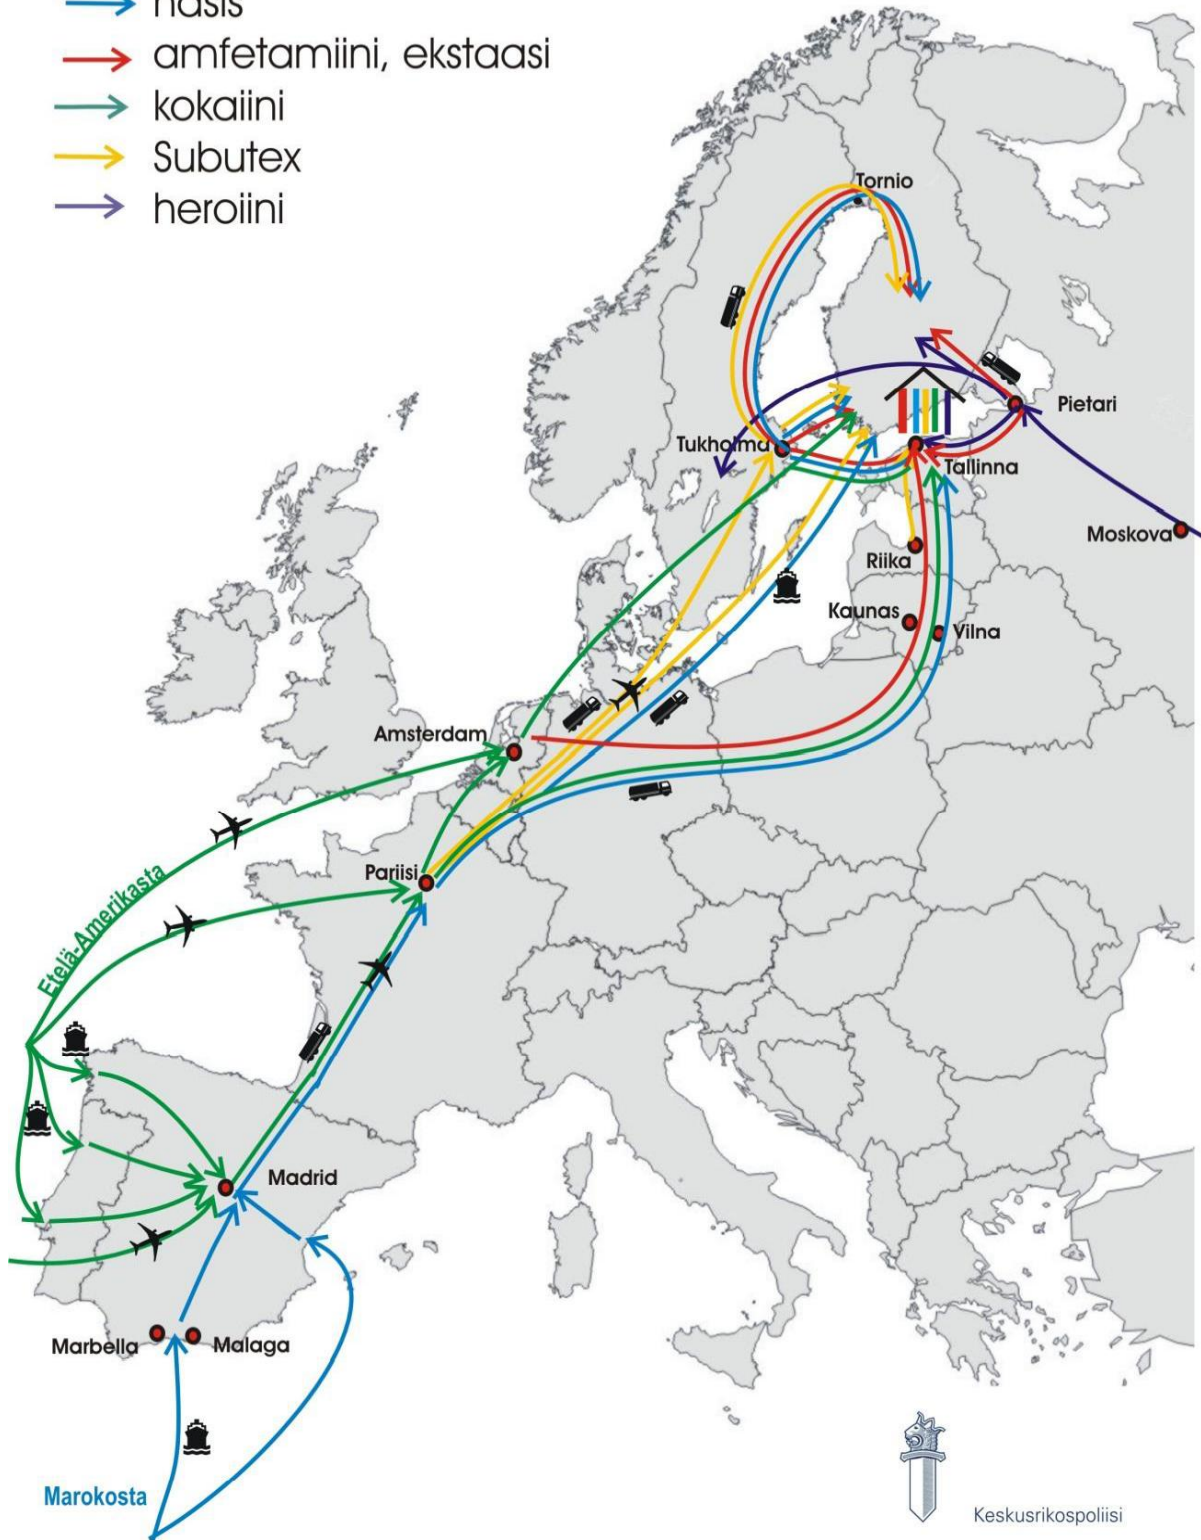 hasis
amfetamiini, ekstaasi
kokaiini
Subutex
heroiini
Tornio
Pietari
Tukholma
Tallinna
Moskova
Riika
Kaunas
Vilna
Amsterdam
Pariisi
Etelä-Amerikasta
Madrid
Marbella
Malaga
Marokosta
Keskusrikospoliisi